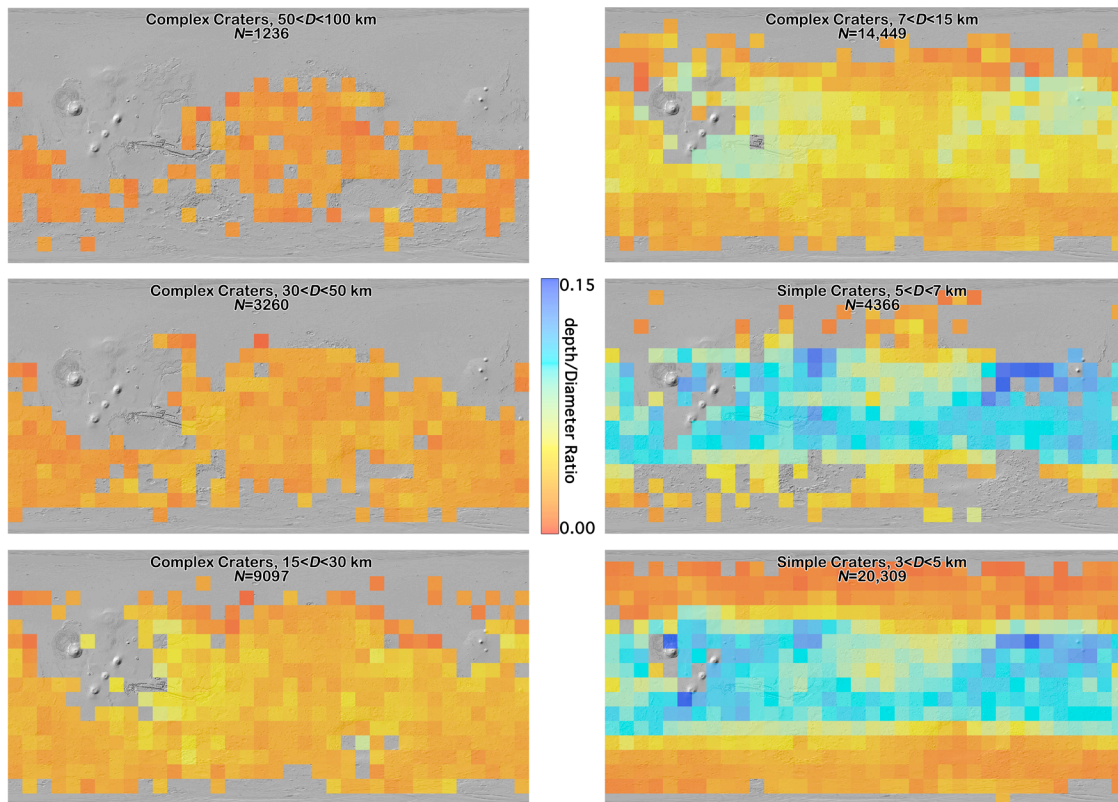 Complex Craters, 50<D<100 km
N=1236
Complex Craters, 7<D<15 km
N=14,449
Complex Craters, 30<D<50 km
N=3260
0.15
depth/Diameter Ratio
0.00
Simple Craters, 5<D<7 km
N=4366
Complex Craters, 15<D<30 km
N=9097
Simple Craters, 3<D<5 km
N=20,309